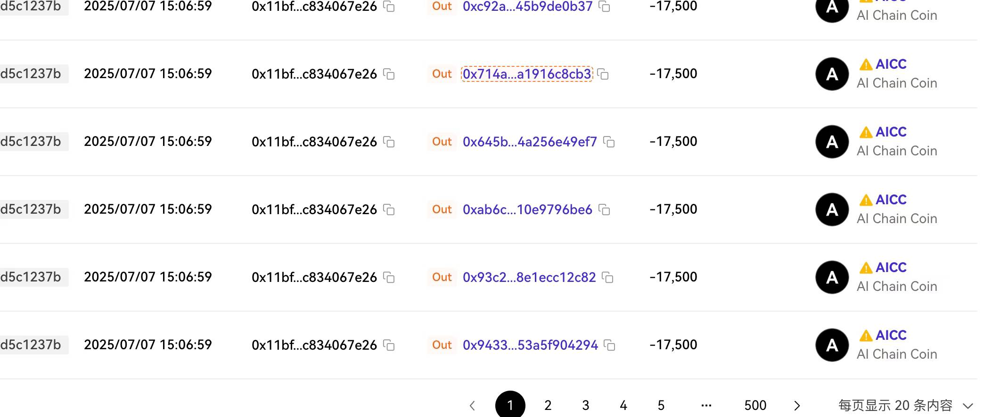 d5c1237b 2025/07/07 15:06:59 0x11bf...c834067e26 Out 0xc92a...45b9de0b37 -17,500 A AICC
AI Chain Coin
d5c1237b 2025/07/07 15:06:59 0x11bf...c834067e26 Out 0x714a...a1916c8cb3 -17,500 A AICC
AI Chain Coin
d5c1237b 2025/07/07 15:06:59 0x11bf...c834067e26 Out 0x645b...4a256e49ef7 -17,500 A AICC
AI Chain Coin
d5c1237b 2025/07/07 15:06:59 0x11bf...c834067e26 Out 0xab6c...10e9796be6 -17,500 A AICC
AI Chain Coin
d5c1237b 2025/07/07 15:06:59 0x11bf...c834067e26 Out 0x93c2...8e1ecc12c82 -17,500 A AICC
AI Chain Coin
d5c1237b 2025/07/07 15:06:59 0x11bf...c834067e26 Out 0x9433...53a5f904294 -17,500 A AICC
AI Chain Coin
1 2 3 4 5 ... 500 每页显示 20 条内容